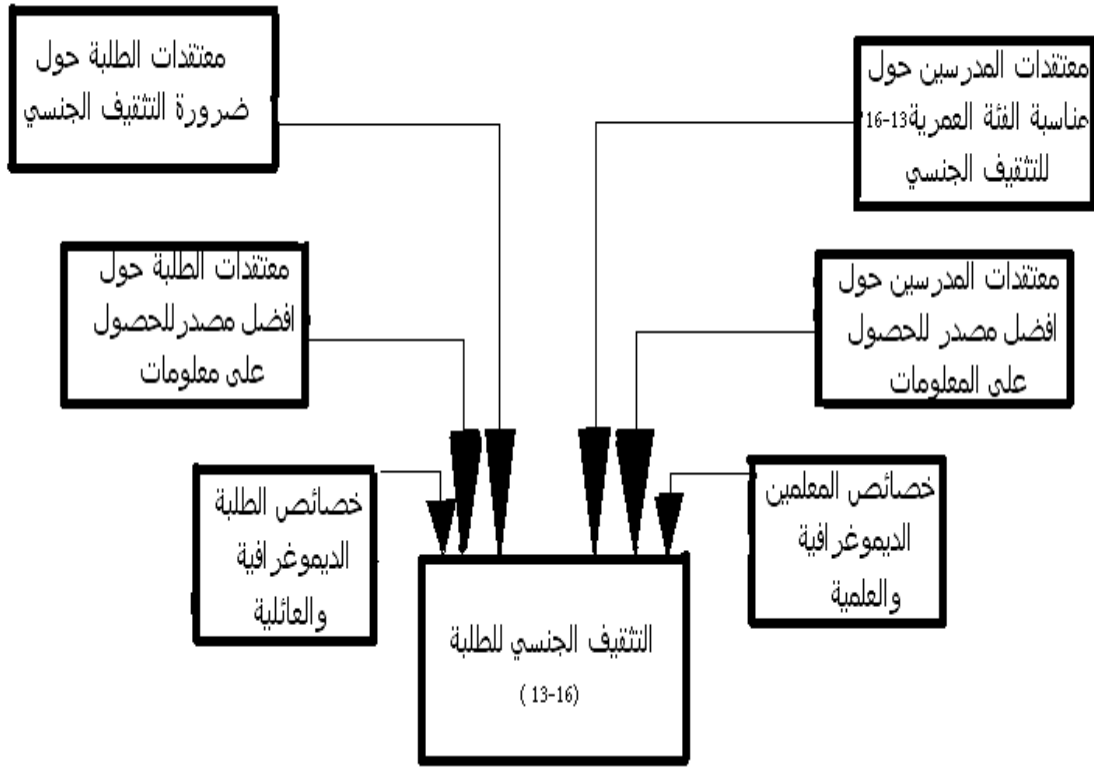 معتقدات المدرسين حول
مناسبة الفئة العمرية 13-16
للتثقيف الجنسي
معتقدات الطلبة حول
ضرورة التثقيف الجنسي
معتقدات المدرسين حول
افضل مصدر للحصول
على المعلومات
معتقدات الطلبة حول
افضل مصدر للحصول
على معلومات
خصائص المعلمين
الديموغرافية
والعلمية
خصائص الطلبة
الديموغرافية
والعائلية
التثقيف الجنسي للطلبة
( 13-16)